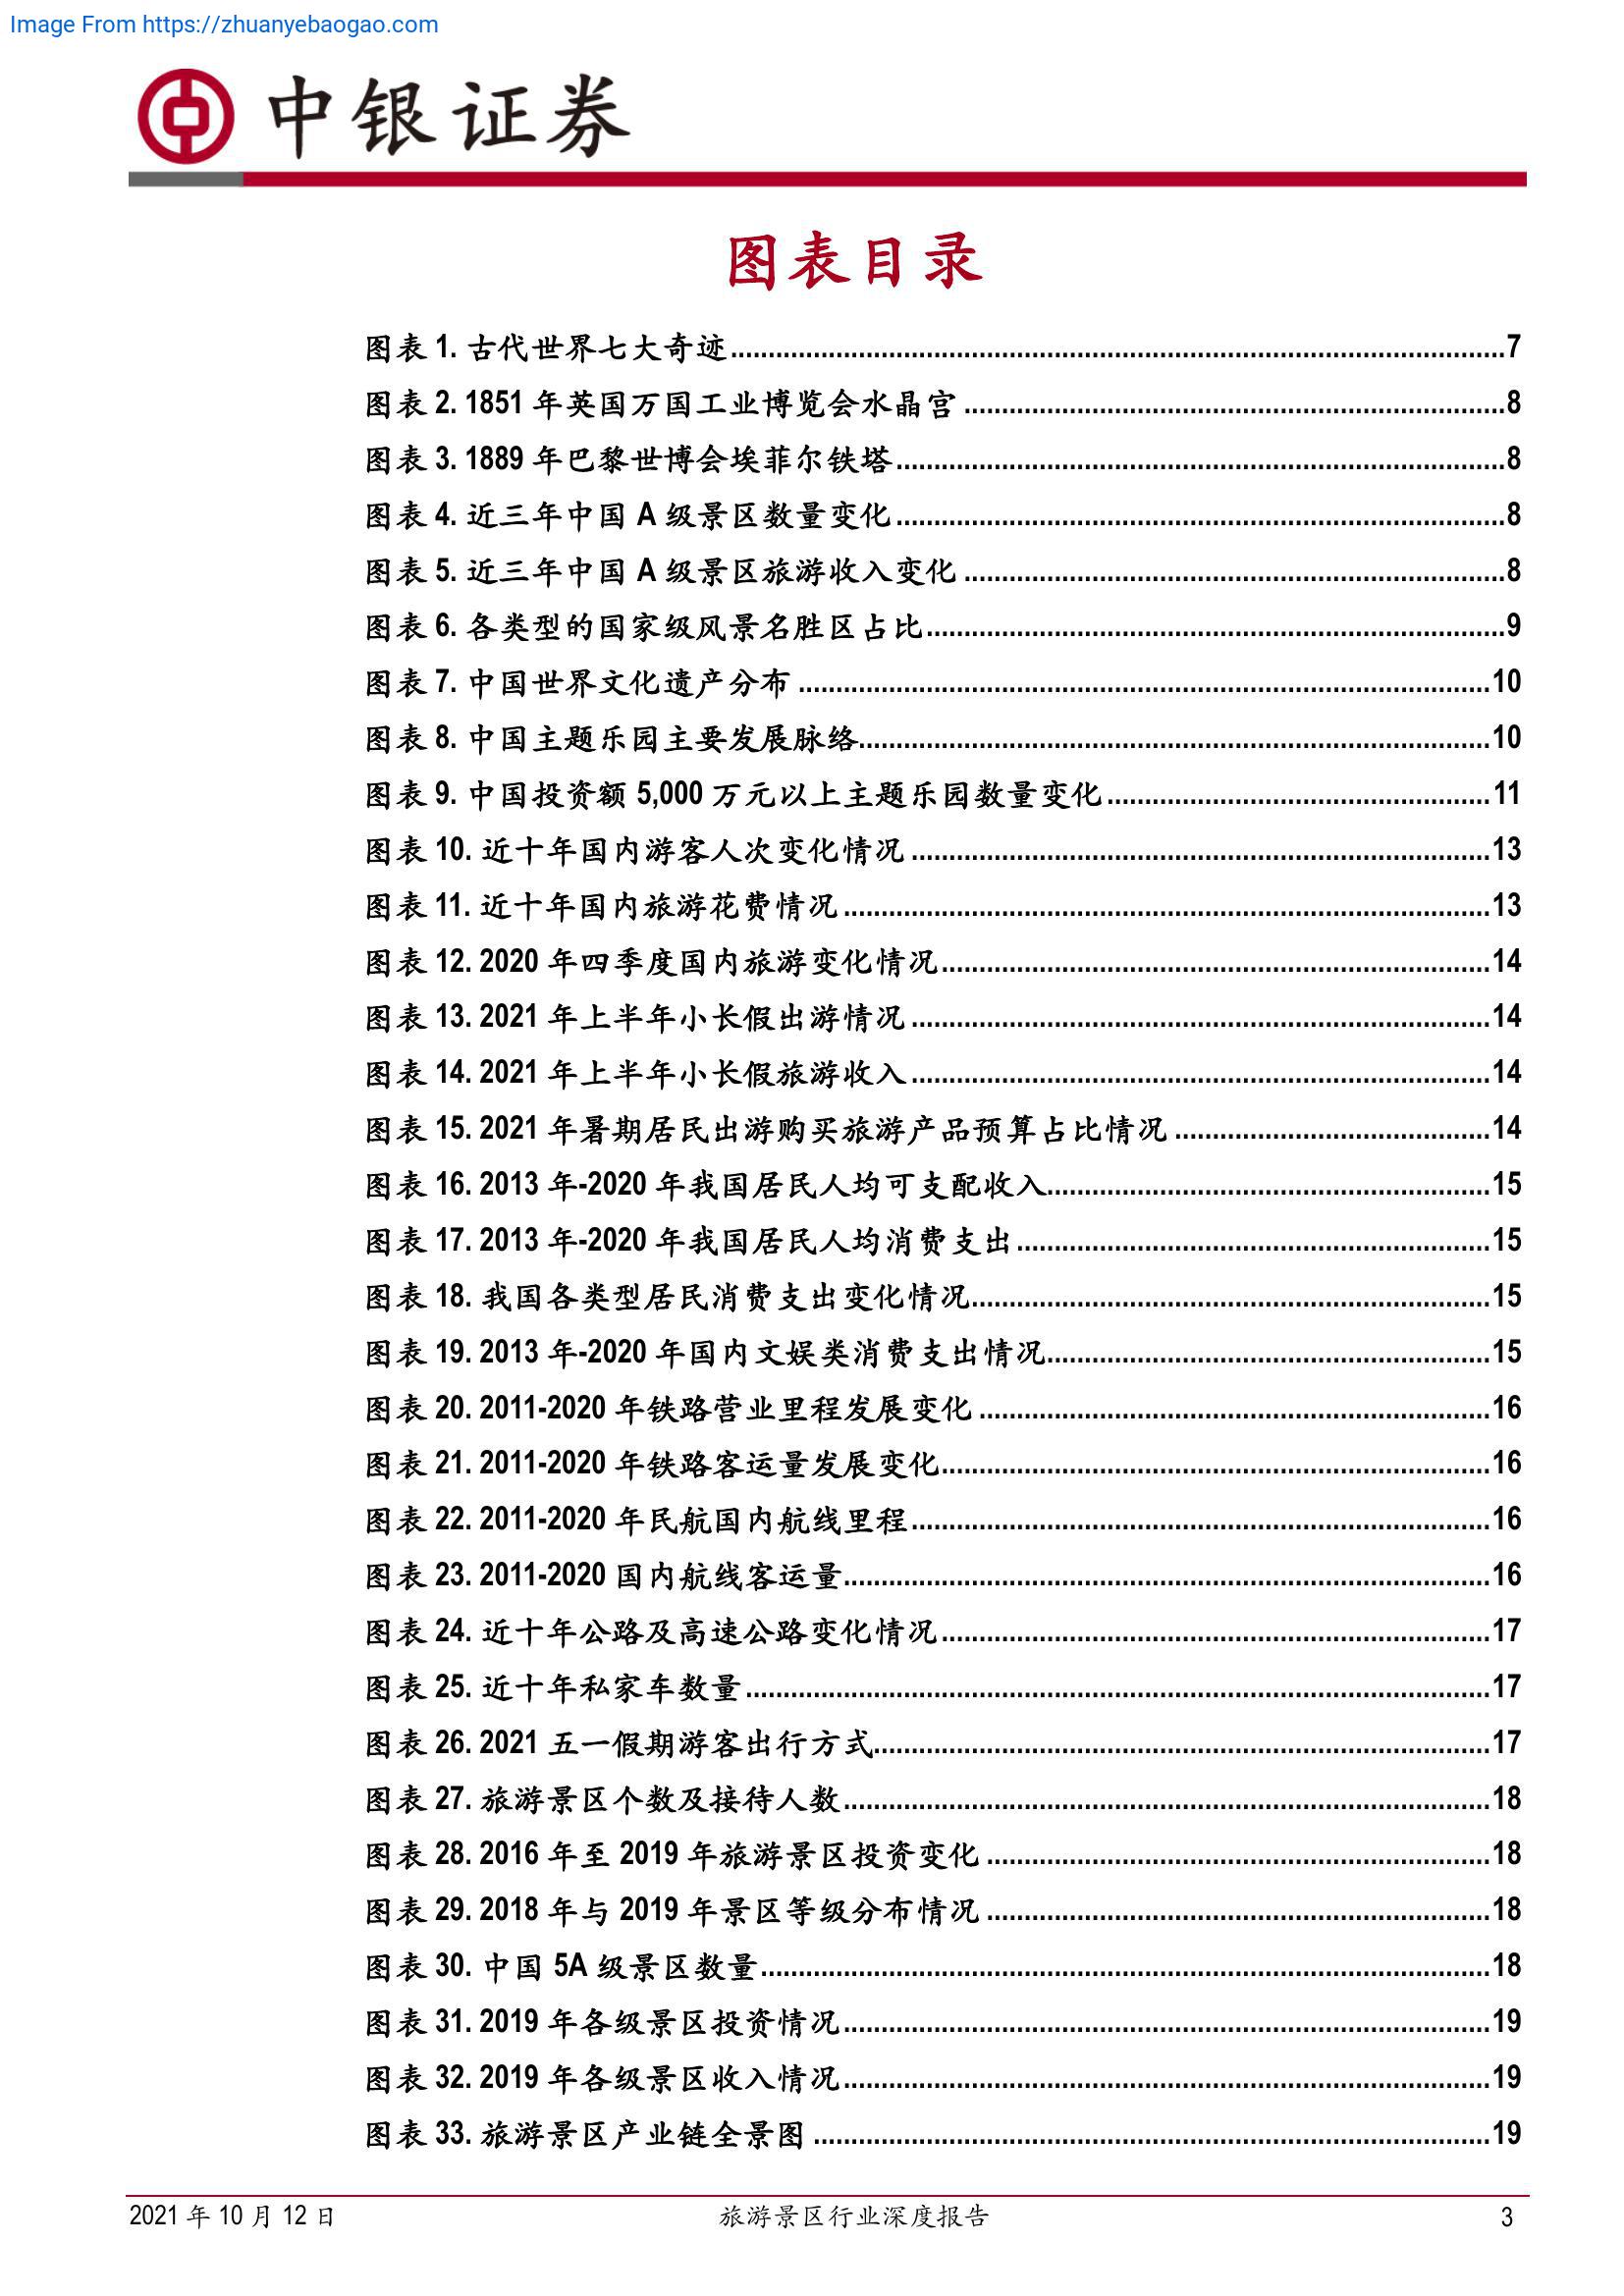 Image From https://zhuanyebaogao.com
中银证券
图表目录
图表 1. 古代世界七大奇迹........7
图表 2. 1851 年英国万国工业博览会水晶宫........8
图表 3. 1889 年巴黎世博会埃菲尔铁塔........8
图表 4. 近三年中国 A 级景区数量变化........8
图表 5. 近三年中国 A 级景区旅游收入变化........8
图表 6. 各类型的国家级风景名胜区占比........9
图表 7. 中国世界文化遗产分布........10
图表 8. 中国主题乐园主要发展脉络........10
图表 9. 中国投资额 5,000 万元以上主题乐园数量变化........11
图表 10. 近十年国内游客人次变化情况........13
图表 11. 近十年国内旅游花费情况........13
图表 12. 2020 年四季度国内旅游变化情况........14
图表 13. 2021 年上半年小长假出游情况........14
图表 14. 2021 年上半年小长假旅游收入........14
图表 15. 2021 年暑期居民出游购买旅游产品预算占比情况........14
图表 16. 2013 年-2020 年我国居民人均可支配收入........15
图表 17. 2013 年-2020 年我国居民人均消费支出........15
图表 18. 我国各类型居民消费支出变化情况........15
图表 19. 2013 年-2020 年国内文娱类消费支出情况........15
图表 20. 2011-2020 年铁路营业里程发展变化........16
图表 21. 2011-2020 年铁路客运量发展变化........16
图表 22. 2011-2020 年民航国内航线里程........16
图表 23. 2011-2020 国内航线客运量........16
图表 24. 近十年公路及高速公路变化情况........17
图表 25. 近十年私家车数量........17
图表 26. 2021 五一假期游客出行方式........17
图表 27. 旅游景区个数及接待人数........18
图表 28. 2016 年至 2019 年旅游景区投资变化........18
图表 29. 2018 年与 2019 年景区等级分布情况........18
图表 30. 中国 5A 级景区数量........18
图表 31. 2019 年各级景区投资情况........19
图表 32. 2019 年各级景区收入情况........19
图表 33. 旅游景区产业链全景图........19
2021 年 10 月 12 日 旅游景区行业深度报告 3